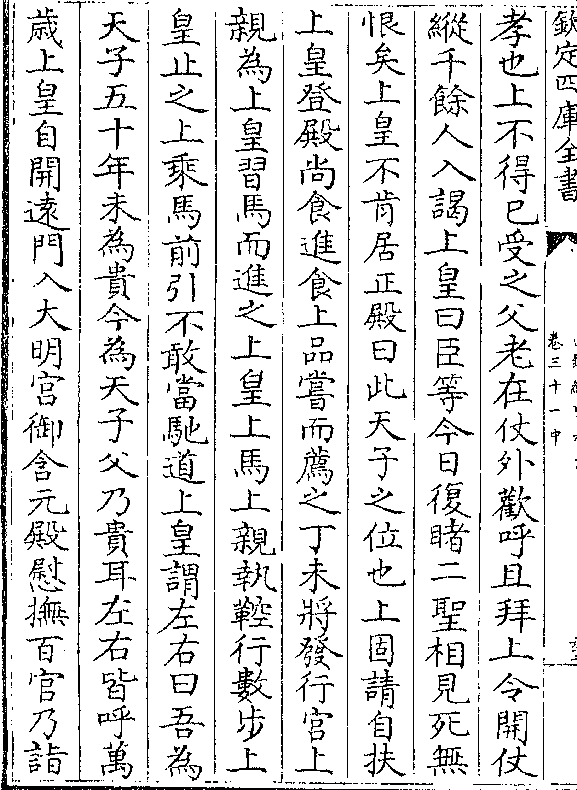 欽定四庫全書
卷三十一中
孝也上不得已受之父老在仗外歡呼且拜上令開仗
縱千餘人入謁上皇曰臣等今日復睹二聖相見死無
恨矣上皇不肯居正殿曰此天子之位也上固請自扶
上皇登殿尚食進食上品嘗而薦之丁未將發行宮上
親為上皇習馬而進之上皇上馬上親執鞚行數步上
皇止之上乘馬前引不敢當馳道上皇謂左右曰吾為
天子五十年未為貴今為天子父乃貴耳左右皆呼萬
歲上皇自開遠門入大明宮御含元殿慰撫百官乃詣